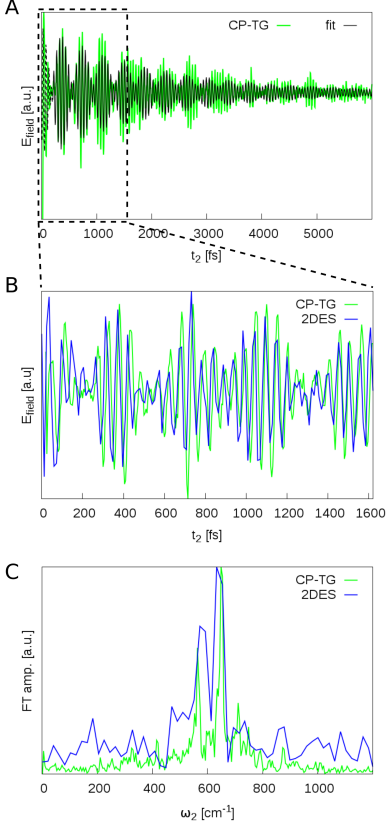 A
CP-TG fit
E_field [a.u.]
0 1000 2000 3000 4000 5000
t_2 [fs]
B
CP-TG
2DES
E_field [a.u]
0 200 400 600 800 1000 1200 1400 1600
t_2 [fs]
C
CP-TG
2DES
FT amp. [a.u.]
0 200 400 600 800 1000
ω_2 [cm⁻¹]